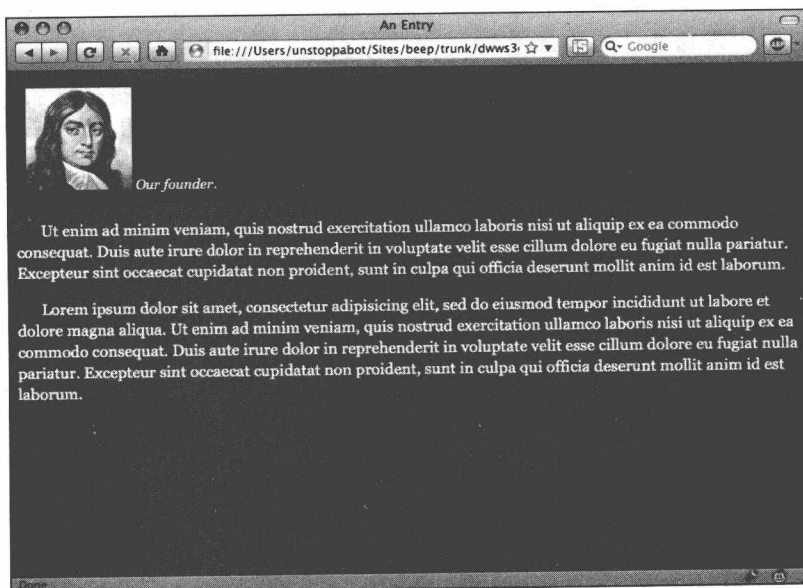 An Entry
file:///Users/unstoppabot/Sites/beep/trunk/dwws3
Google
Our founder.
Ut enim ad minim veniam, quis nostrud exercitation ullamco laboris nisi ut aliquip ex ea commodo
consequat. Duis aute irure dolor in reprehenderit in voluptate velit esse cillum dolore eu fugiat nulla pariatur.
Excepteur sint occaecat cupidatat non proident, sunt in culpa qui officia deserunt mollit anim id est laborum.
Lorem ipsum dolor sit amet, consectetur adipisicing elit, sed do eiusmod tempor incididunt ut labore et
dolore magna aliqua. Ut enim ad minim veniam, quis nostrud exercitation ullamco laboris nisi ut aliquip ex ea
commodo consequat. Duis aute irure dolor in reprehenderit in voluptate velit esse cillum dolore eu fugiat nulla
pariatur. Excepteur sint occaecat cupidatat non proident, sunt in culpa qui officia deserunt mollit anim id est
laborum.
Done